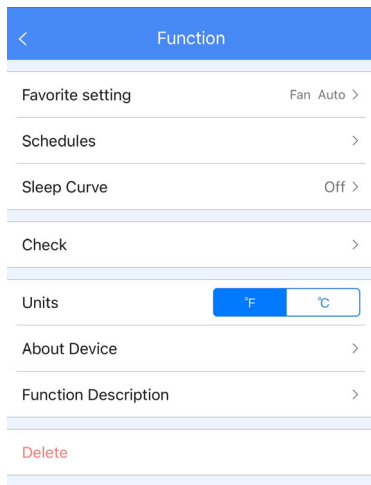 Function
Favorite setting Fan Auto
Schedules
Sleep Curve Off
Check
Units °F °C
About Device
Function Description
Delete